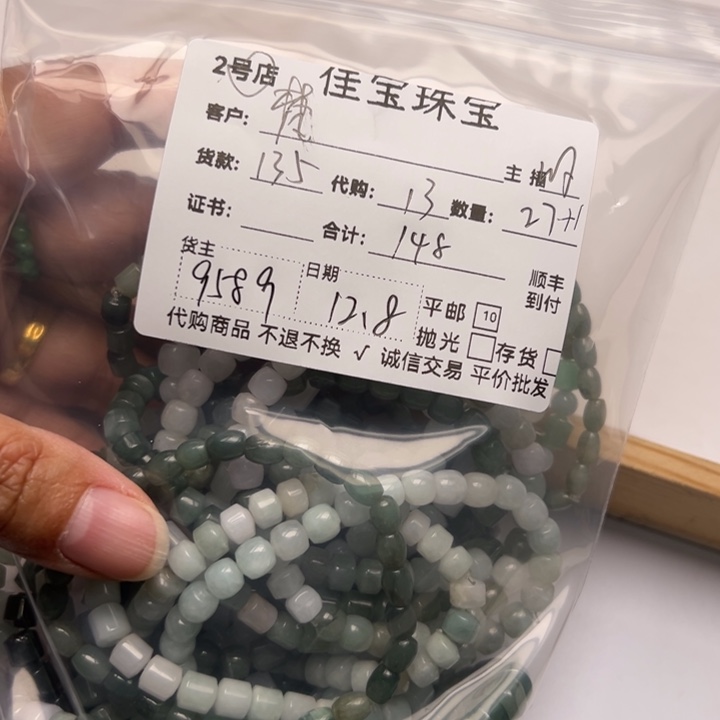 2号店 佳宝珠宝
客户:
主播
货款: 135 代购: 13 数量: 27+1
证书: 合计: 148
货主 日期 顺丰到付
9589 12.8 平邮 10
抛光 存货
代购商品 不退不换 √ 诚信交易 平价批发